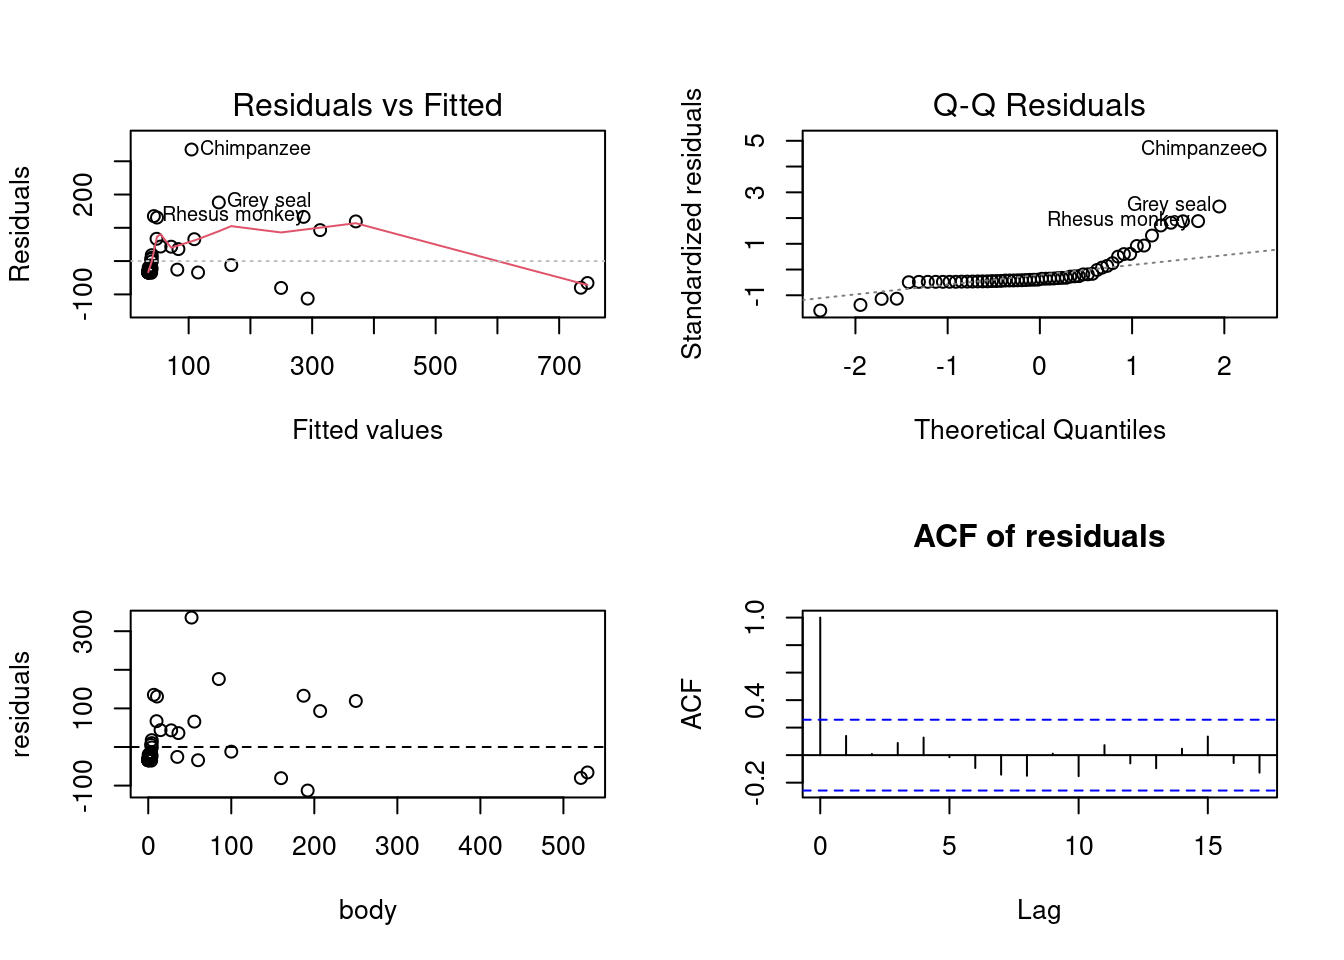 Residuals vs Fitted
Residuals
200
-100
Chimpanzee
Grey seal
Rhesus monkey
100 300 500 700
Fitted values
Q-Q Residuals
Standardized residuals
5
3
1
-1
Chimpanzee
Grey seal
Rhesus monkey
-2 -1 0 1 2
Theoretical Quantiles
residuals
300
100
-100
0 100 200 300 400 500
body
ACF of residuals
ACF
1.0
0.4
-0.2
0 5 10 15
Lag